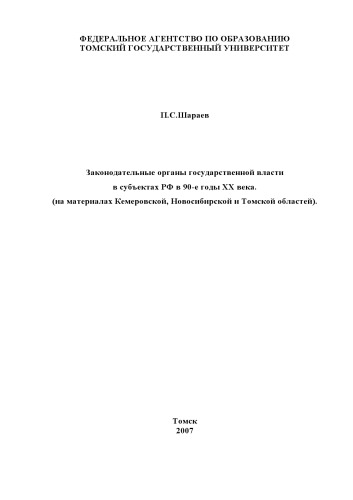 ФЕДЕРАЛЬНОЕ АГЕНТСТВО ПО ОБРАЗОВАНИЮ
ТОМСКИЙ ГОСУДАРСТВЕННЫЙ УНИВЕРСИТЕТ
П.С.Шараев
Законодательные органы государственной власти
в субъектах РФ в 90-е годы XX века.
(на материалах Кемеровской, Новосибирской и Томской областей).
Томск
2007